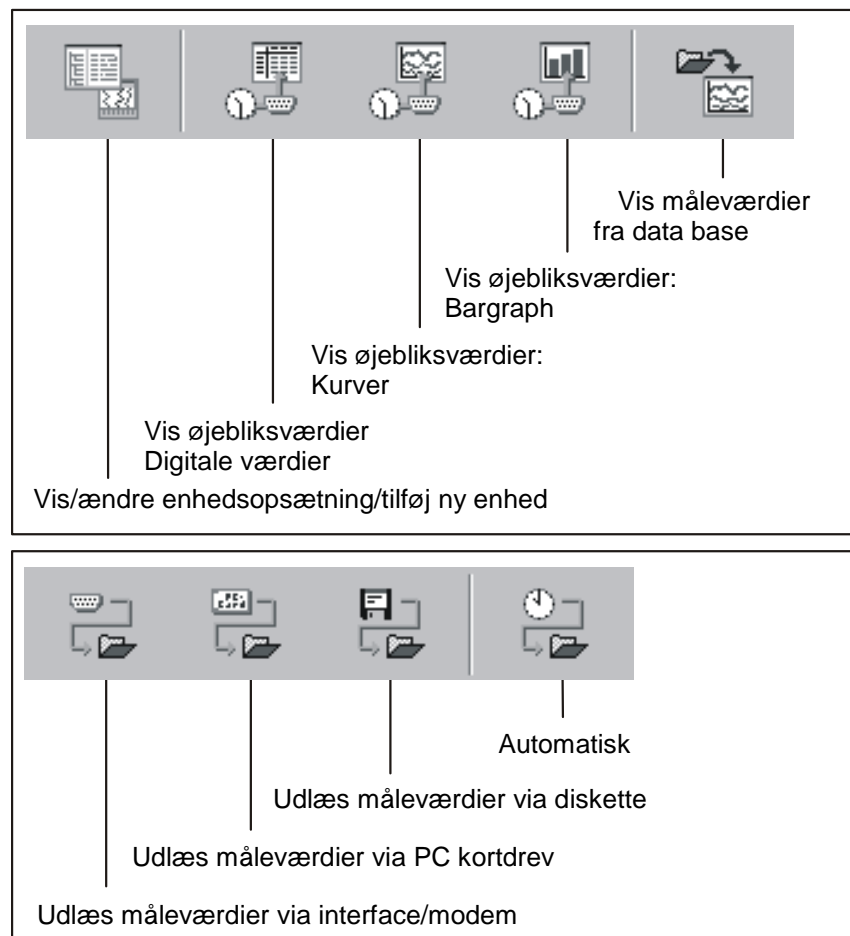 Vis måleværdier
fra data base
Vis øjebliksværdier:
Bargraph
Vis øjebliksværdier:
Kurver
Vis øjebliksværdier
Digitale værdier
Vis/ændre enhedsopsætning/tilføj ny enhed
Automatisk
Udlæs måleværdier via diskette
Udlæs måleværdier via PC kortdrev
Udlæs måleværdier via interface/modem